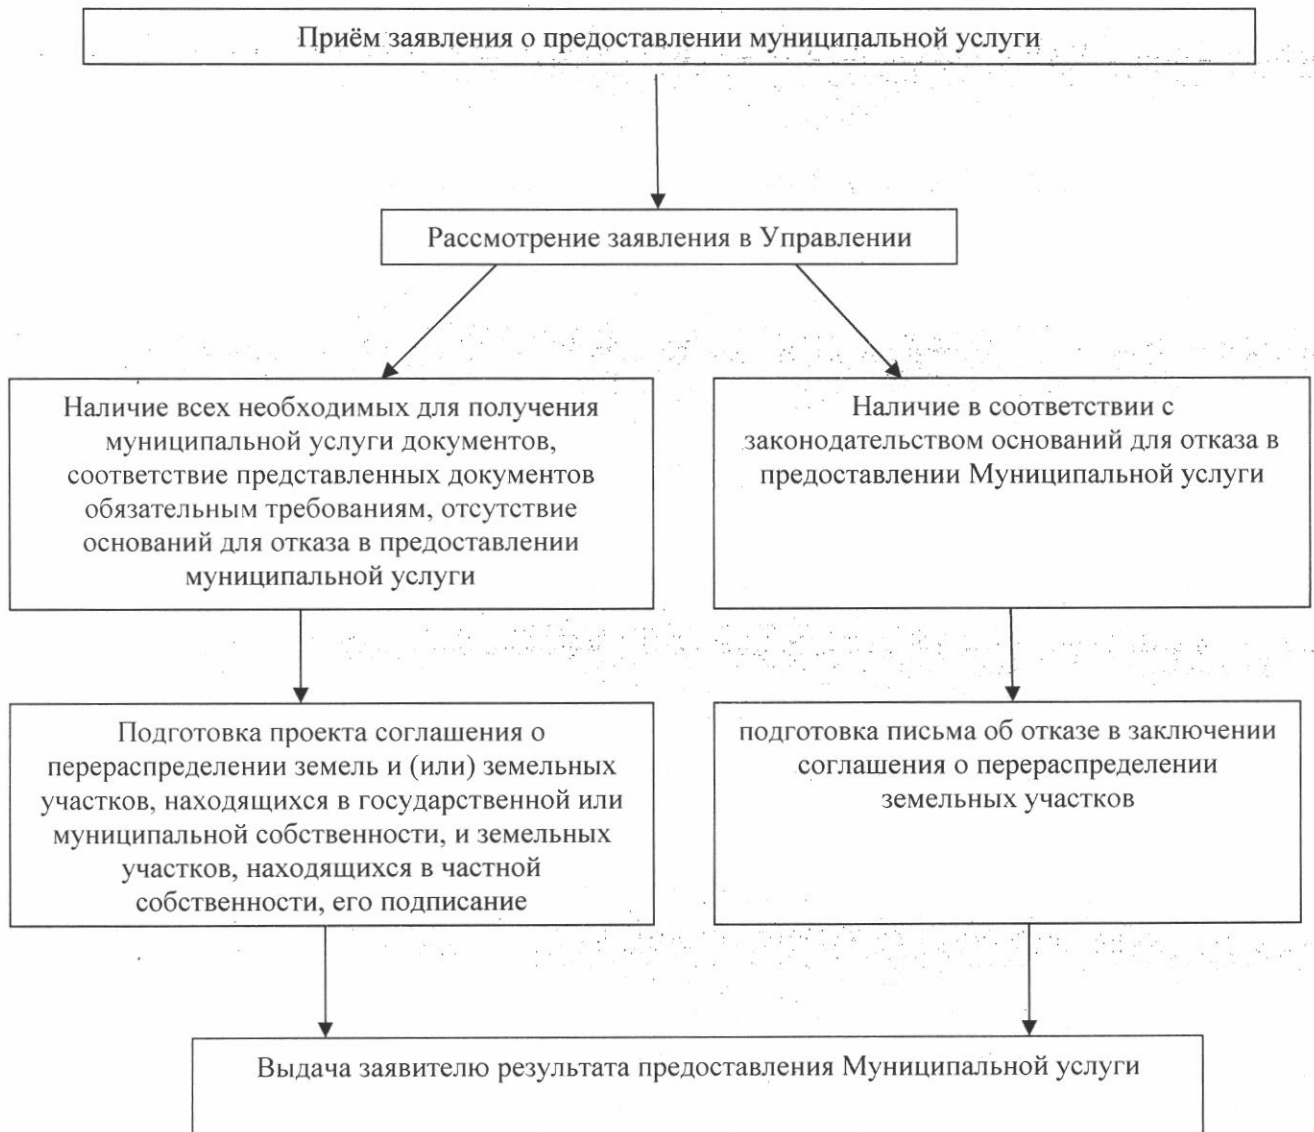 Приём заявления о предоставлении муниципальной услуги
Рассмотрение заявления в Управлении
Наличие всех необходимых для получения
муниципальной услуги документов,
соответствие представленных документов
обязательным требованиям, отсутствие
оснований для отказа в предоставлении
муниципальной услуги
Наличие в соответствии с
законодательством оснований для отказа в
предоставлении Муниципальной услуги
Подготовка проекта соглашения о
перераспределении земель и (или) земельных
участков, находящихся в государственной или
муниципальной собственности, и земельных
участков, находящихся в частной
собственности, его подписание
подготовка письма об отказе в заключении
соглашения о перераспределении
земельных участков
Выдача заявителю результата предоставления Муниципальной услуги